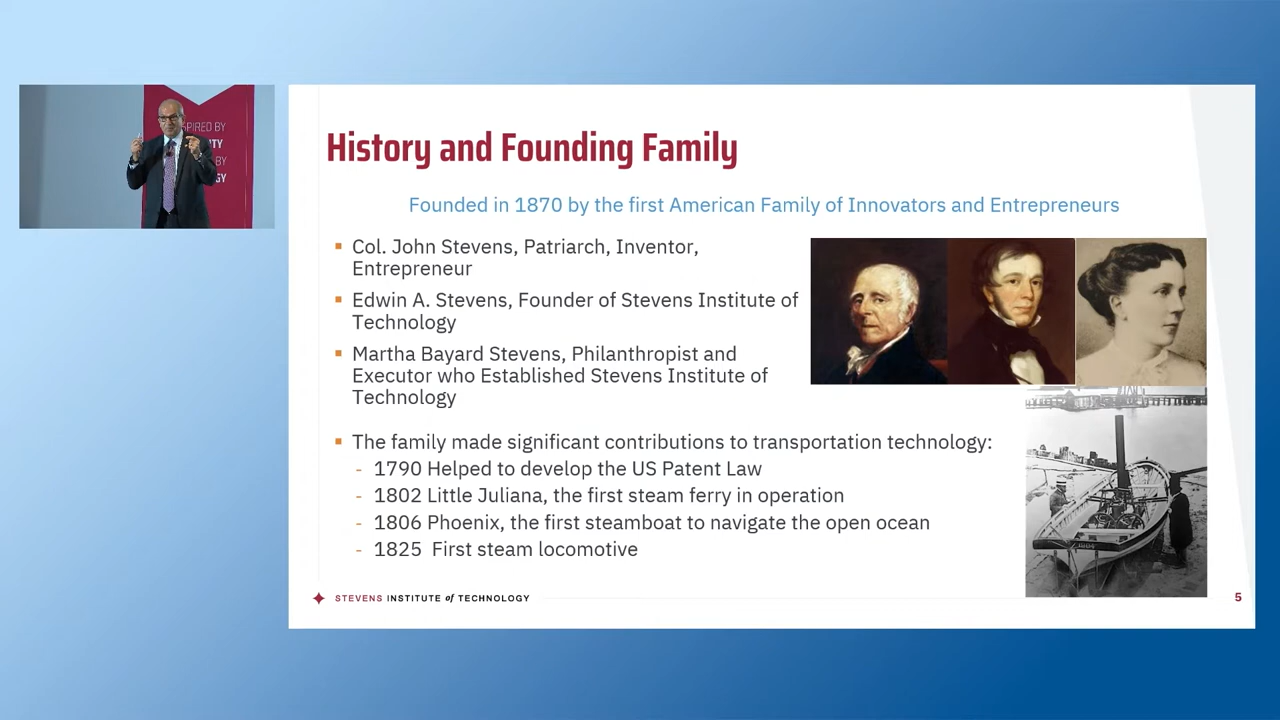 History and Founding Family
Founded in 1870 by the first American Family of Innovators and Entrepreneurs
▪ Col. John Stevens, Patriarch, Inventor,
Entrepreneur
▪ Edwin A. Stevens, Founder of Stevens Institute of
Technology
▪ Martha Bayard Stevens, Philanthropist and
Executor who Established Stevens Institute of
Technology
▪ The family made significant contributions to transportation technology:
- 1790 Helped to develop the US Patent Law
- 1802 Little Juliana, the first steam ferry in operation
- 1806 Phoenix, the first steamboat to navigate the open ocean
- 1825 First steam locomotive
STEVENS INSTITUTE of TECHNOLOGY
5
BY
BY